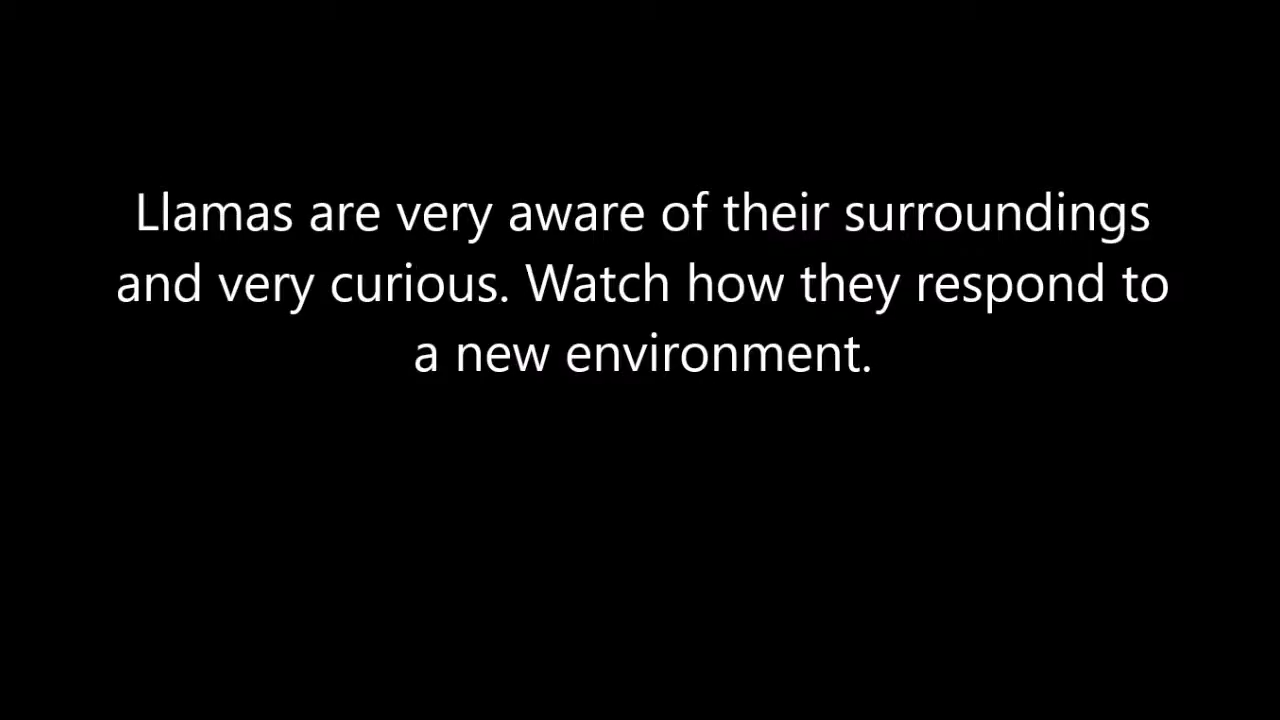 Llamas are very aware of their surroundings
and very curious. Watch how they respond to
a new environment.